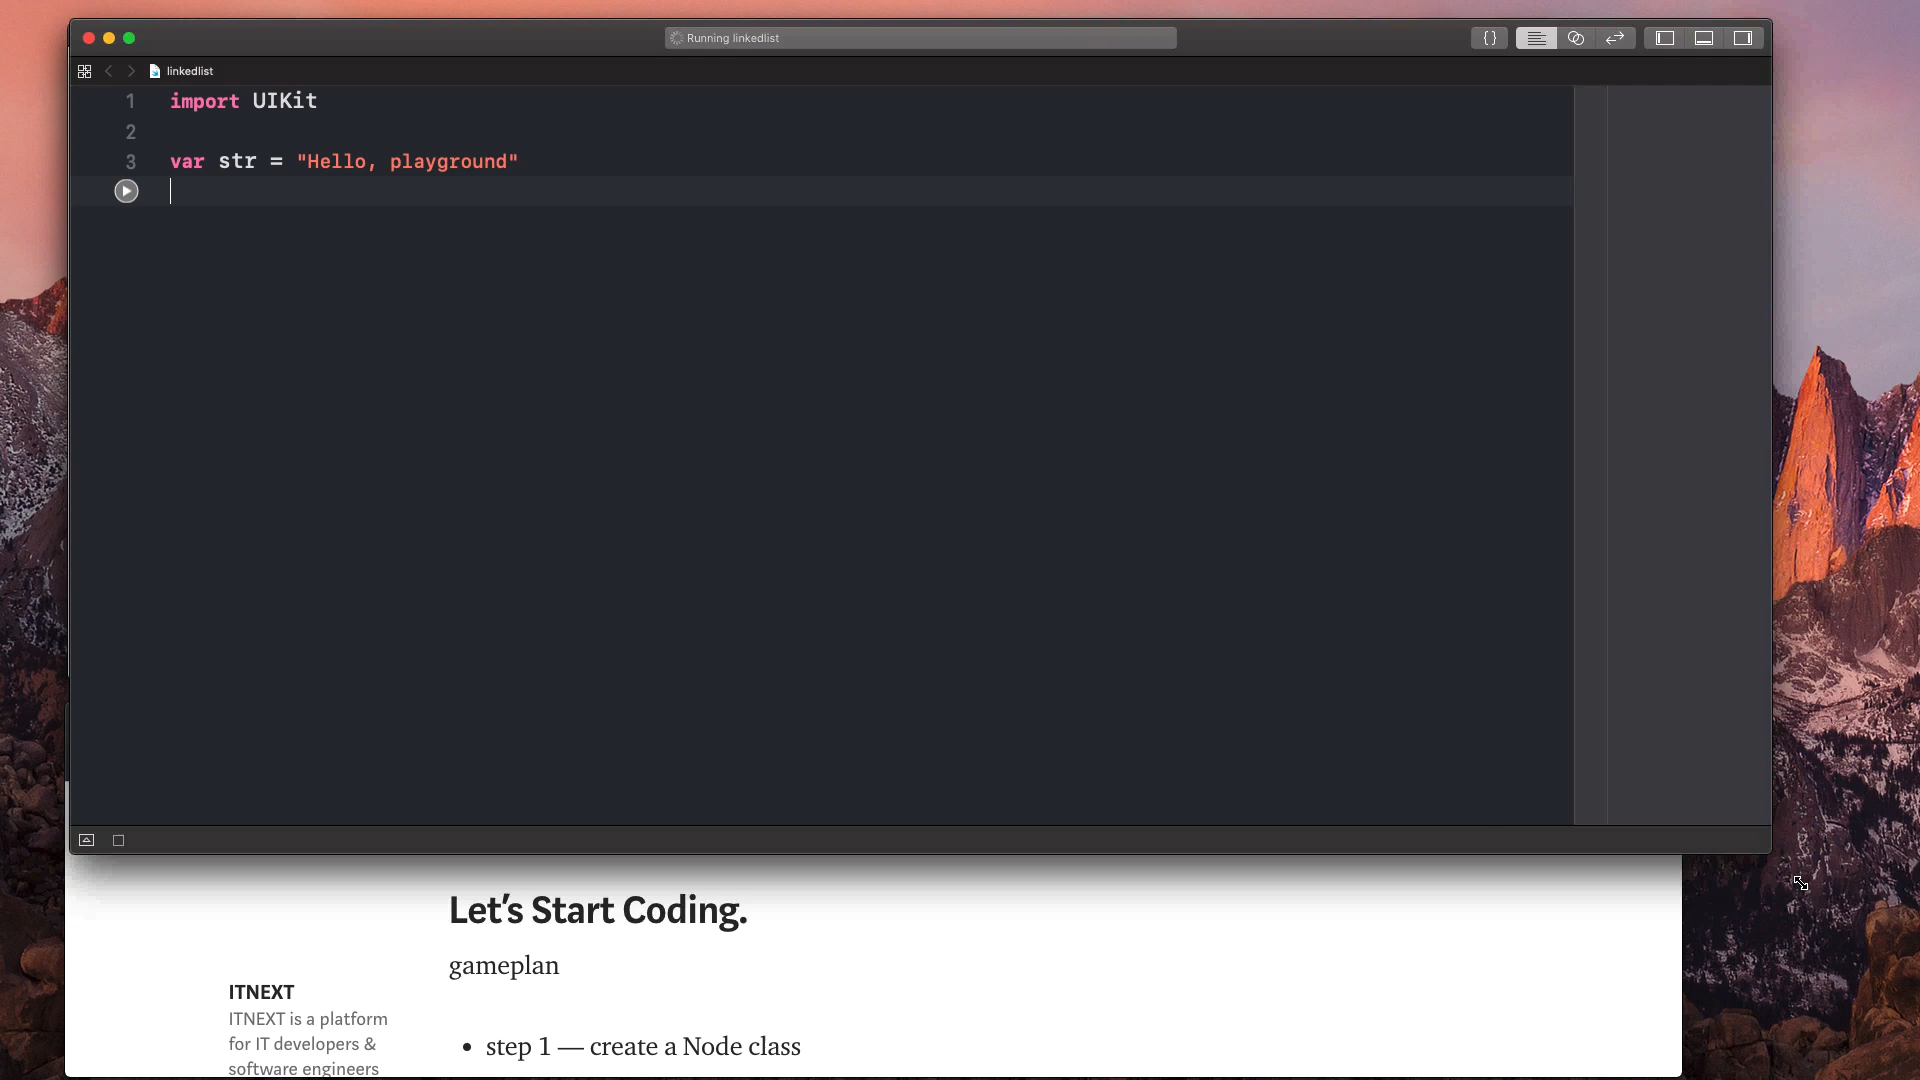 Running linkedlist
{}
linkedlist
1 import UIKit
2
3 var str = "Hello, playground"
Let's Start Coding.
gameplan
ITNEXT
ITNEXT is a platform
for IT developers &
software engineers
• step 1 — create a Node class